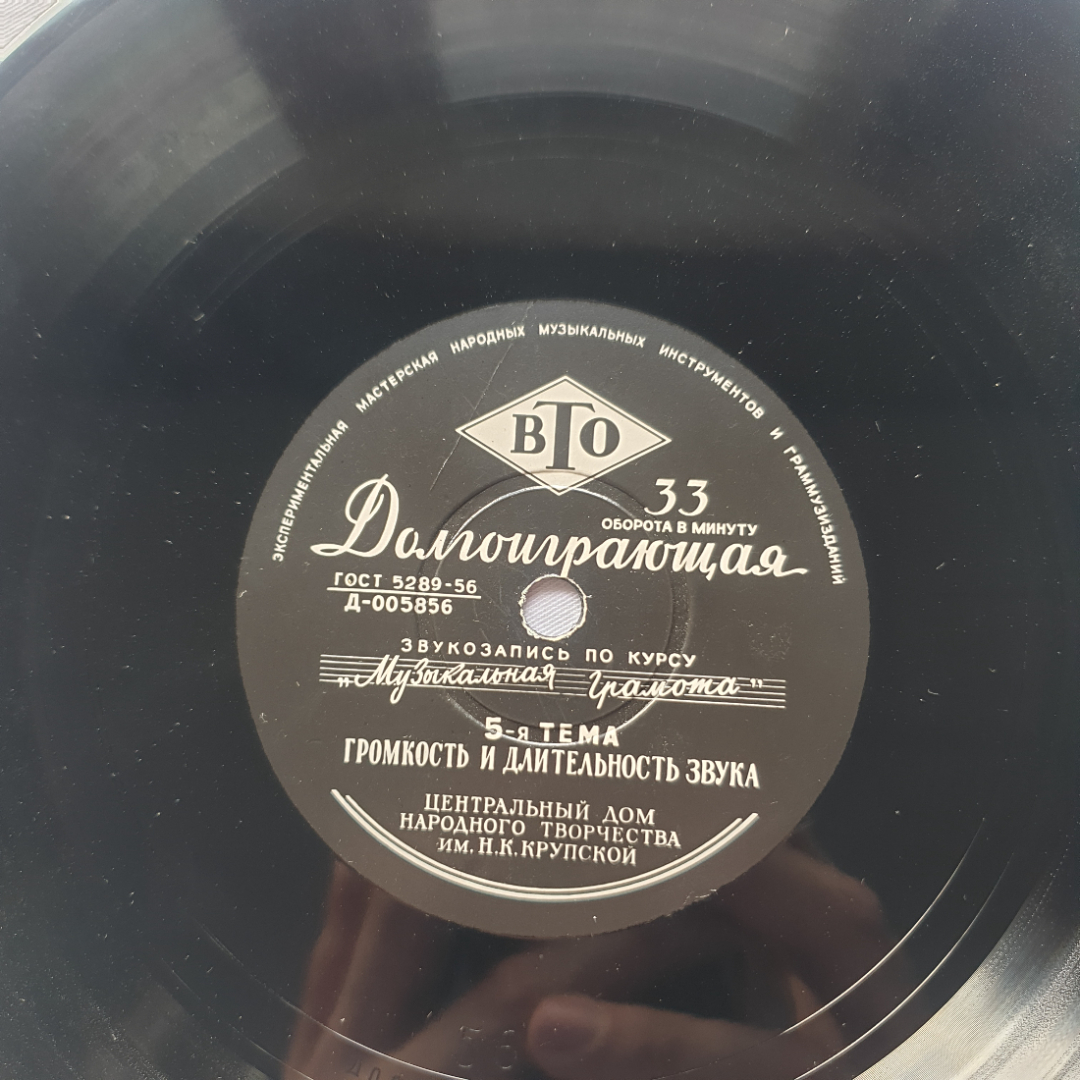 ЭКСПЕРИМЕНТАЛЬНАЯ МАСТЕРСКАЯ НАРОДНЫХ МУЗЫКАЛЬНЫХ ИНСТРУМЕНТОВ И ГРАММУЗИЗДАНИЙ
ВТО
33
ОБОРОТА В МИНУТУ
Долгоиграющая
ГОСТ 5289-56
Д-005856
ЗВУКОЗАПИСЬ ПО КУРСУ
„Музыкальная грамота"
5-я ТЕМА
ГРОМКОСТЬ И ДЛИТЕЛЬНОСТЬ ЗВУКА
ЦЕНТРАЛЬНЫЙ ДОМ
НАРОДНОГО ТВОРЧЕСТВА
им. Н.К.КРУПСКОЙ